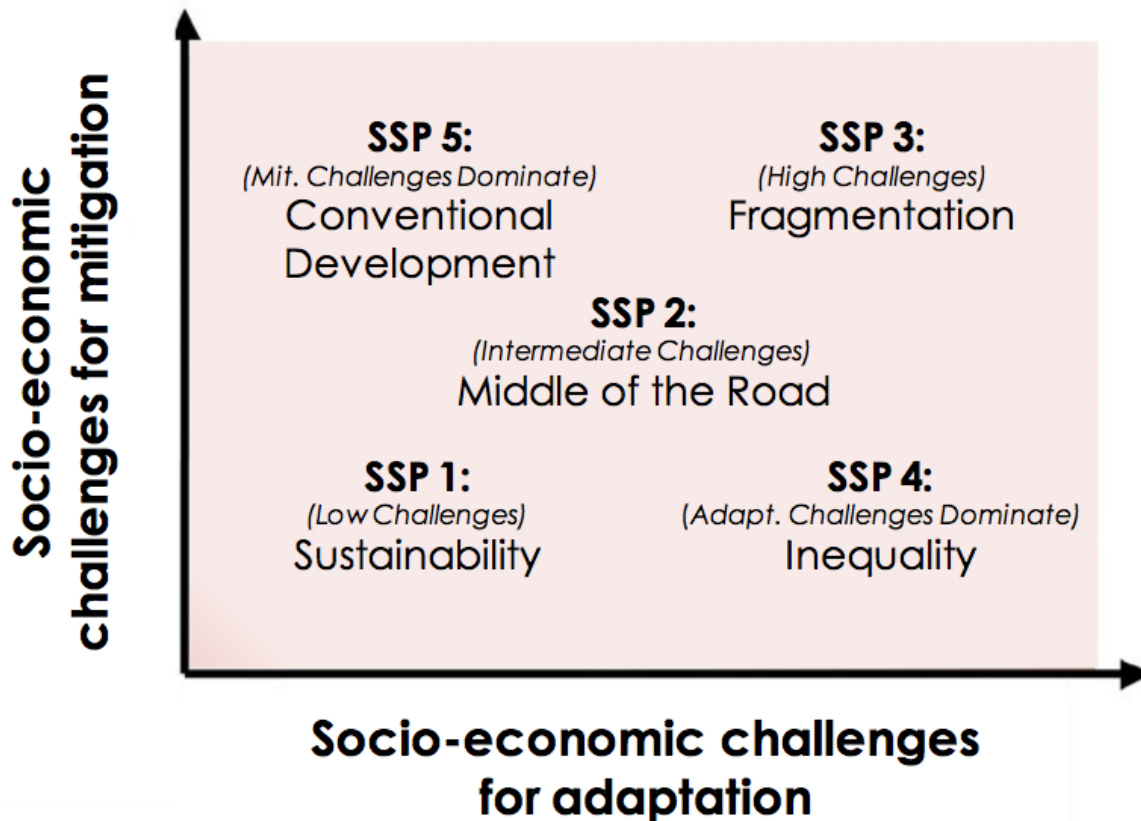 Socio-economic
challenges for mitigation
SSP 5:
(Mit. Challenges Dominate)
Conventional
Development
SSP 3:
(High Challenges)
Fragmentation
SSP 2:
(Intermediate Challenges)
Middle of the Road
SSP 1:
(Low Challenges)
Sustainability
SSP 4:
(Adapt. Challenges Dominate)
Inequality
Socio-economic challenges
for adaptation